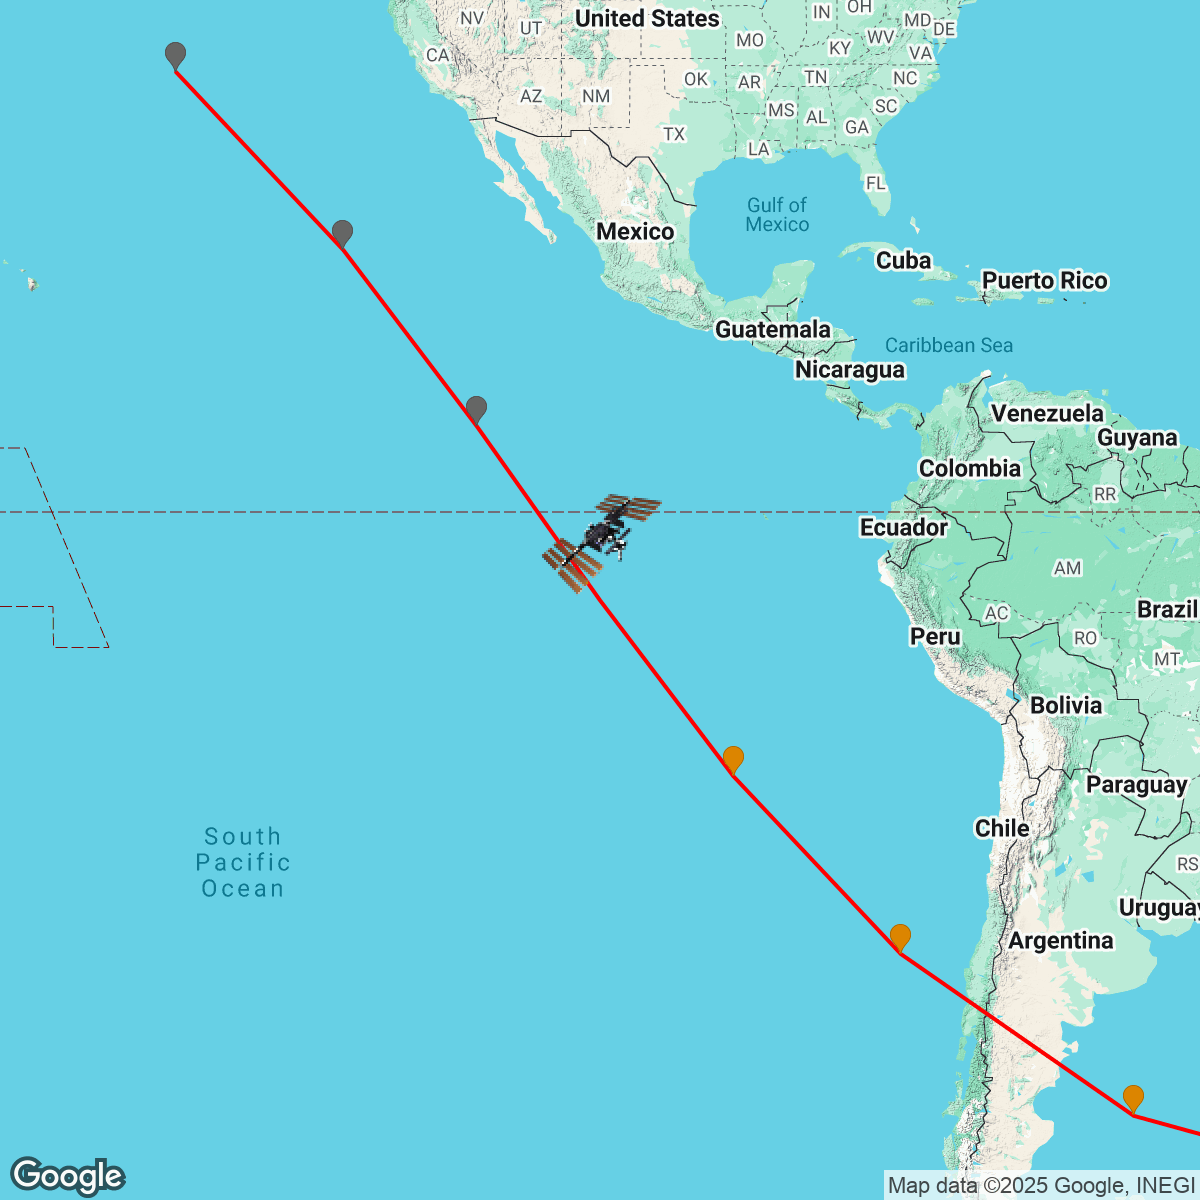 United States
NV
UT
CA
AZ
NM
IN
OH
MD
DE
MO
KY
WV
VA
OK
AR
TN
NC
MS
AL
SC
GA
TX
LA
FL
Gulf of
Mexico
Mexico
Cuba
Puerto Rico
Guatemala
Caribbean Sea
Nicaragua
Venezuela
Guyana
Colombia
RR
Ecuador
AM
AC
Brazil
Peru
RO
MT
Bolivia
Paraguay
Chile
South
Pacific
Ocean
RS
Uruguay
Argentina
Google
Map data ©2025 Google, INEGI